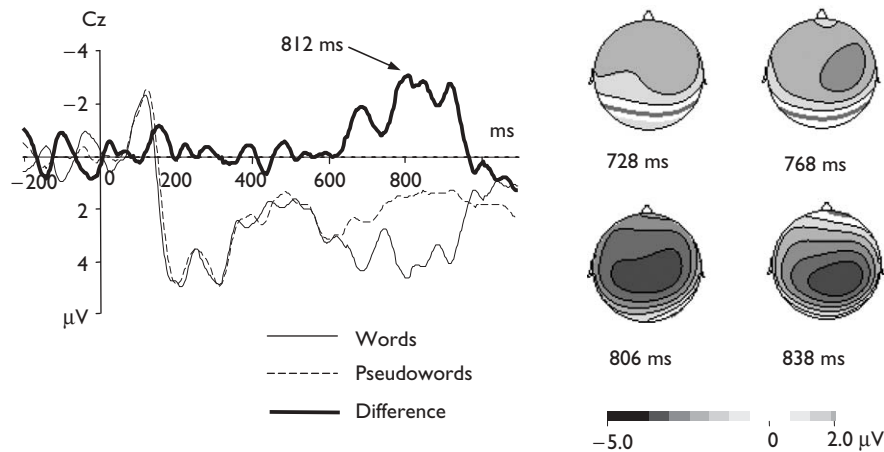 Cz
−4
812 ms
−2
ms
−200
0
200
400
600
800
2
4
μV
Words
Pseudowords
Difference
728 ms
768 ms
806 ms
838 ms
−5.0
0
2.0 μV